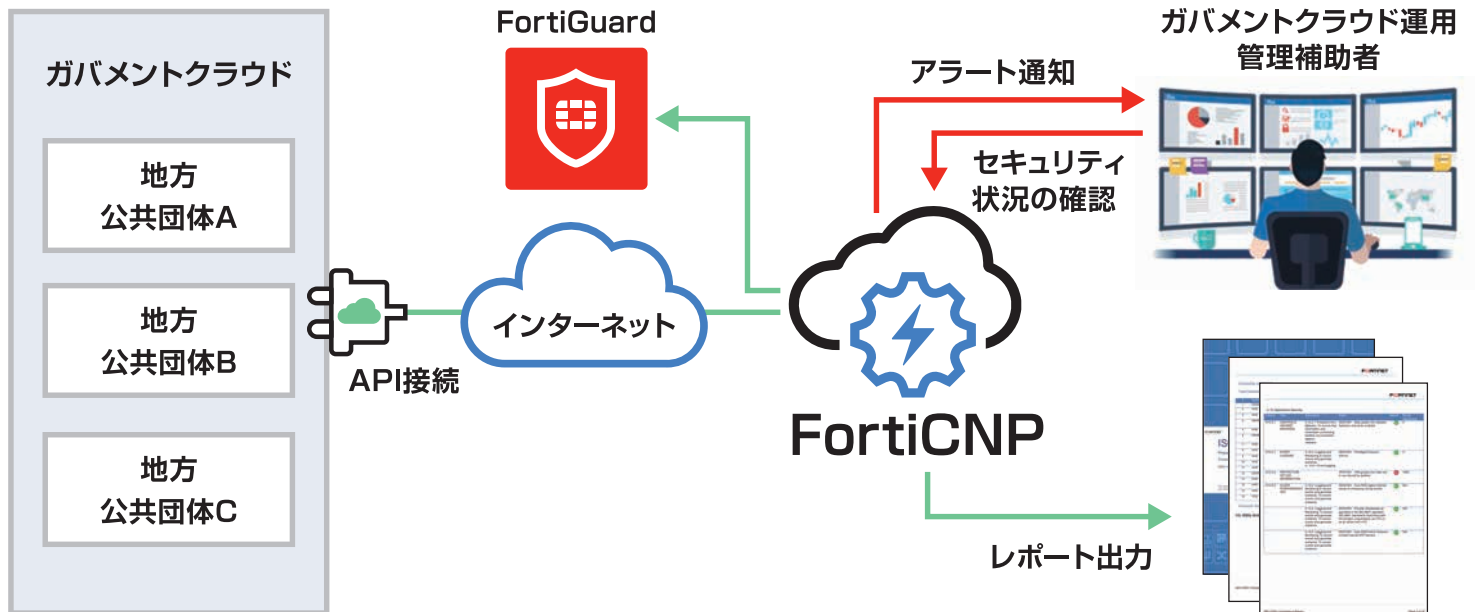 ガバメントクラウド
地方
公共団体A
地方
公共団体B
地方
公共団体C
API接続
インターネット
FortiGuard
FortiCNP
アラート通知
セキュリティ
状況の確認
ガバメントクラウド運用
管理補助者
レポート出力
FORTINET
FORTINET